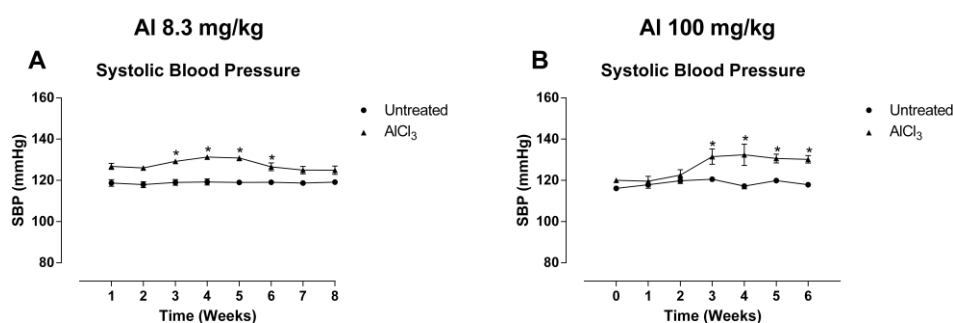 Al 8.3 mg/kg
A
Systolic Blood Pressure
160
140
120
100
80
SBP (mmHg)
* * * *
1 2 3 4 5 6 7 8
Time (Weeks)
Untreated
AlCl3
Al 100 mg/kg
B
Systolic Blood Pressure
160
140
120
100
80
SBP (mmHg)
* * * *
0 1 2 3 4 5 6
Time (Weeks)
Untreated
AlCl3